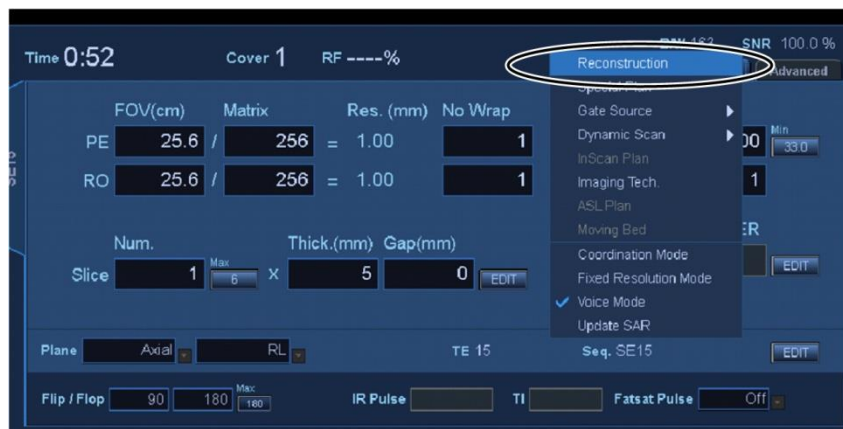 Time 0:52 Cover 1 RF ----% SNR 100.0 %
Reconstruction
Advanced
FOV(cm) Matrix Res. (mm) No Wrap
Gate Source
PE 25.6 / 256 = 1.00 1
Dynamic Scan
Min
33.0
InScan Plan
RO 25.6 / 256 = 1.00 1
Imaging Tech.
1
ASL Plan
Moving Bed
Num. Thick.(mm) Gap(mm)
Coordination Mode
Slice 1 Max 6 X 5 0 EDIT
Fixed Resolution Mode
EDIT
Voice Mode
Update SAR
Plane Axial RL TE 15 Seq. SE15 EDIT
Flip / Flop 90 180 Max 180 IR Pulse TI Fatsat Pulse Off